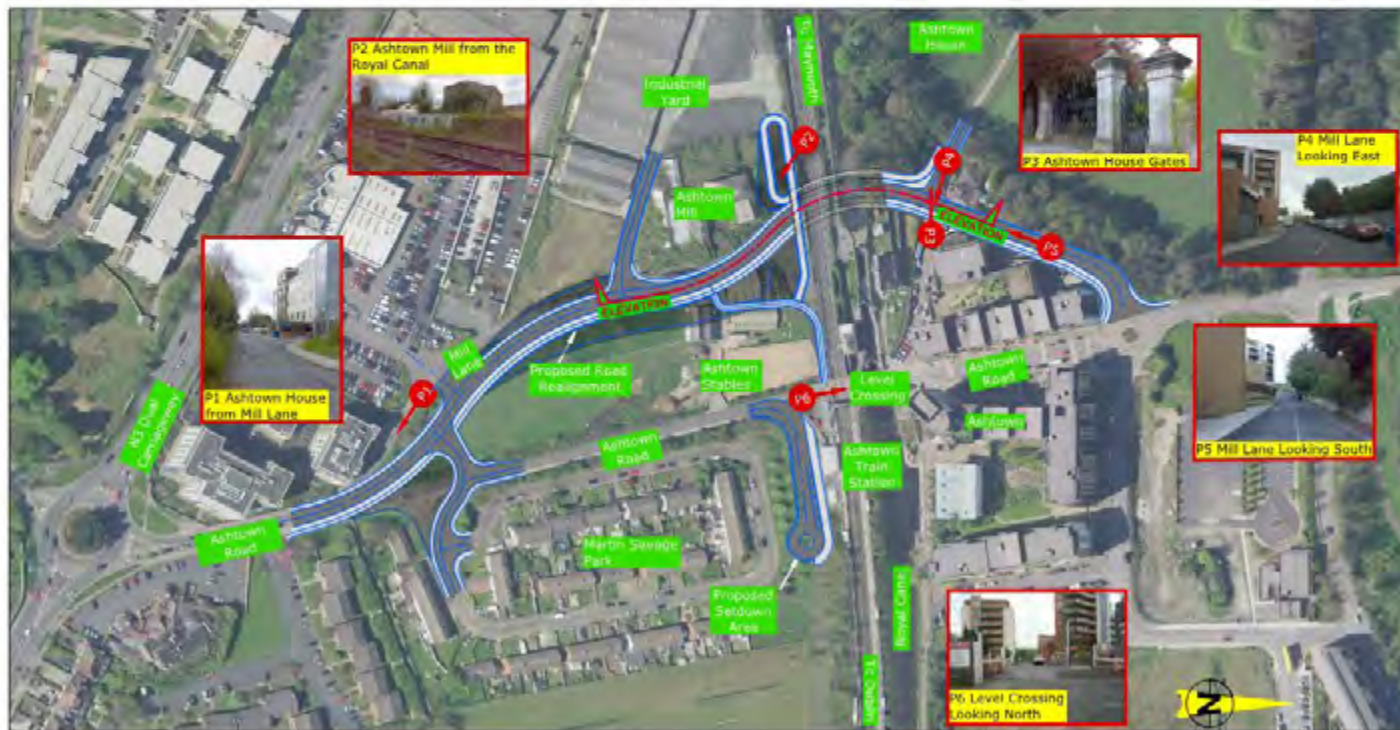 P2 Ashtown Mill from the
Royal Canal
To Maynooth
Ashtown
House
Industrial
Yard
P2
P3 Ashtown House Gates
P4 Mill Lane
Looking East
P4
Ashtown
Mill
P3
ELEVATION
P5
P1 Ashtown House
from Mill Lane
ELEVATION
Mill
Lane
Proposed Road
Realignment
Ashtown
Stables
P1
P6
Level
Crossing
Ashtown
Road
P5 Mill Lane Looking South
N3 Dual
Carriageway
Ashtown
Ashtown
Road
Ashtown
Train
Station
Ashtown
Road
Martin Savage
Park
Proposed
Setdown
Area
Royal Cane
To Dublin
P6 Level Crossing
Looking North
N